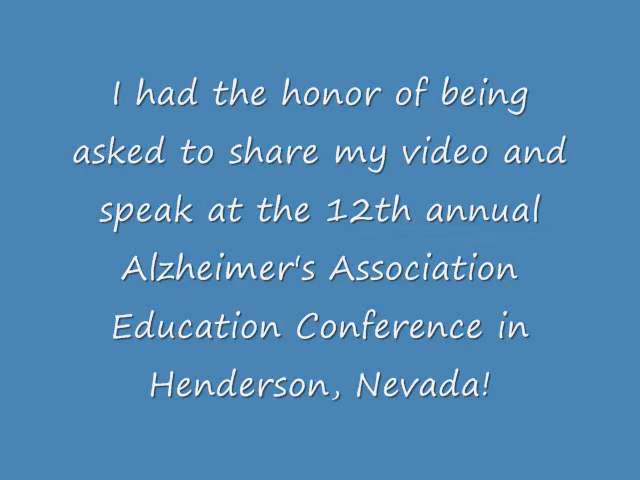 I had the honor of being
asked to share my video and
speak at the 12th annual
Alzheimer's Association
Education Conference in
Henderson, Nevada!